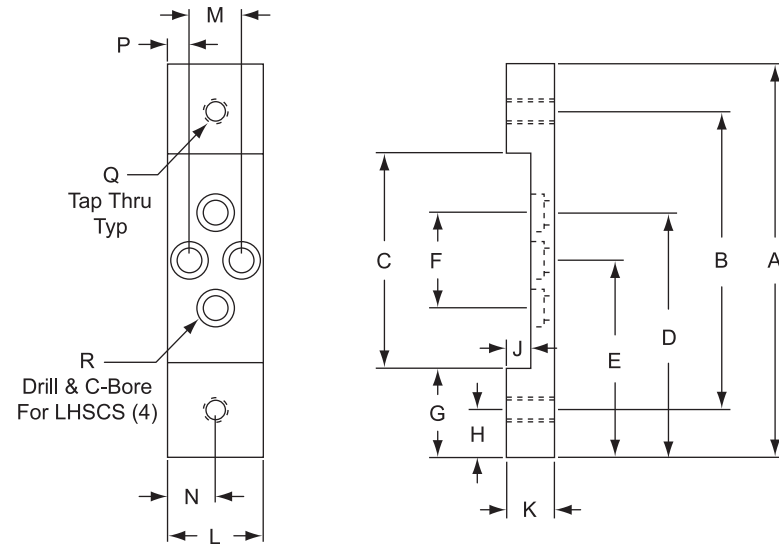 M
P
Q
Tap Thru
Typ
R
Drill & C-Bore
For LHSCS (4)
N
L
C
F
J
G
H
K
E
D
B
A